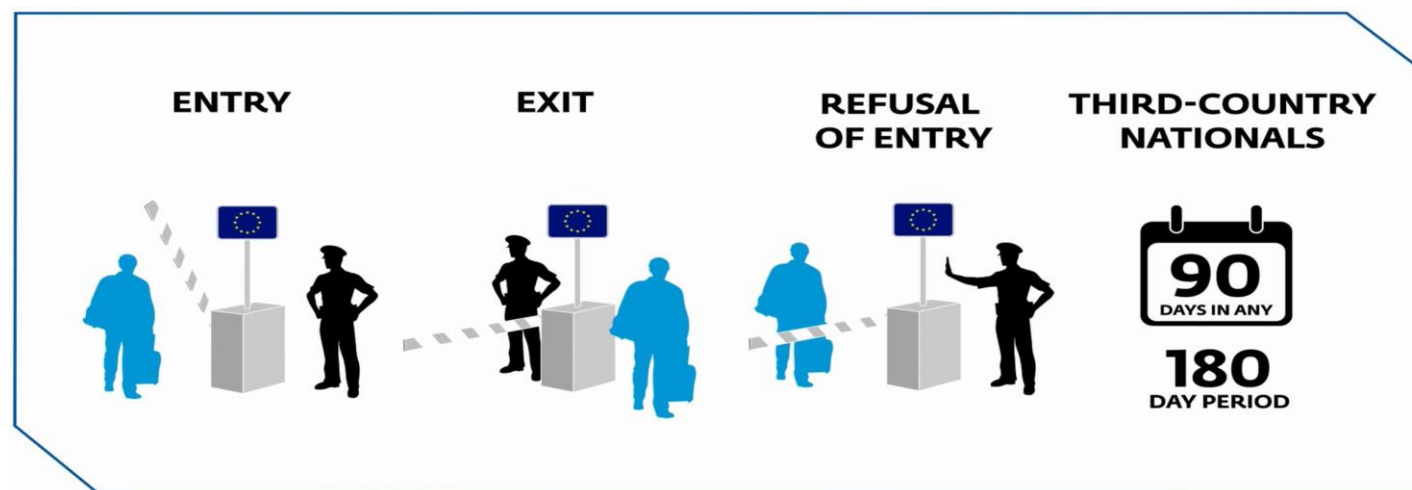 ENTRY
EXIT
REFUSAL
OF ENTRY
THIRD-COUNTRY
NATIONALS
90
DAYS IN ANY
180
DAY PERIOD